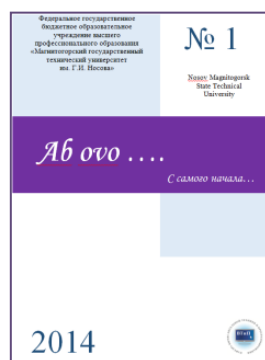 Федеральное государственное
бюджетное образовательное
учреждение высшего
профессионального образования
«Магнитогорский государственный
технический университет
им. Г.И. Носова»
№ 1
Nosov Magnitogorsk
State Technical
University
Ab ovo ….
С самого начала…
2014